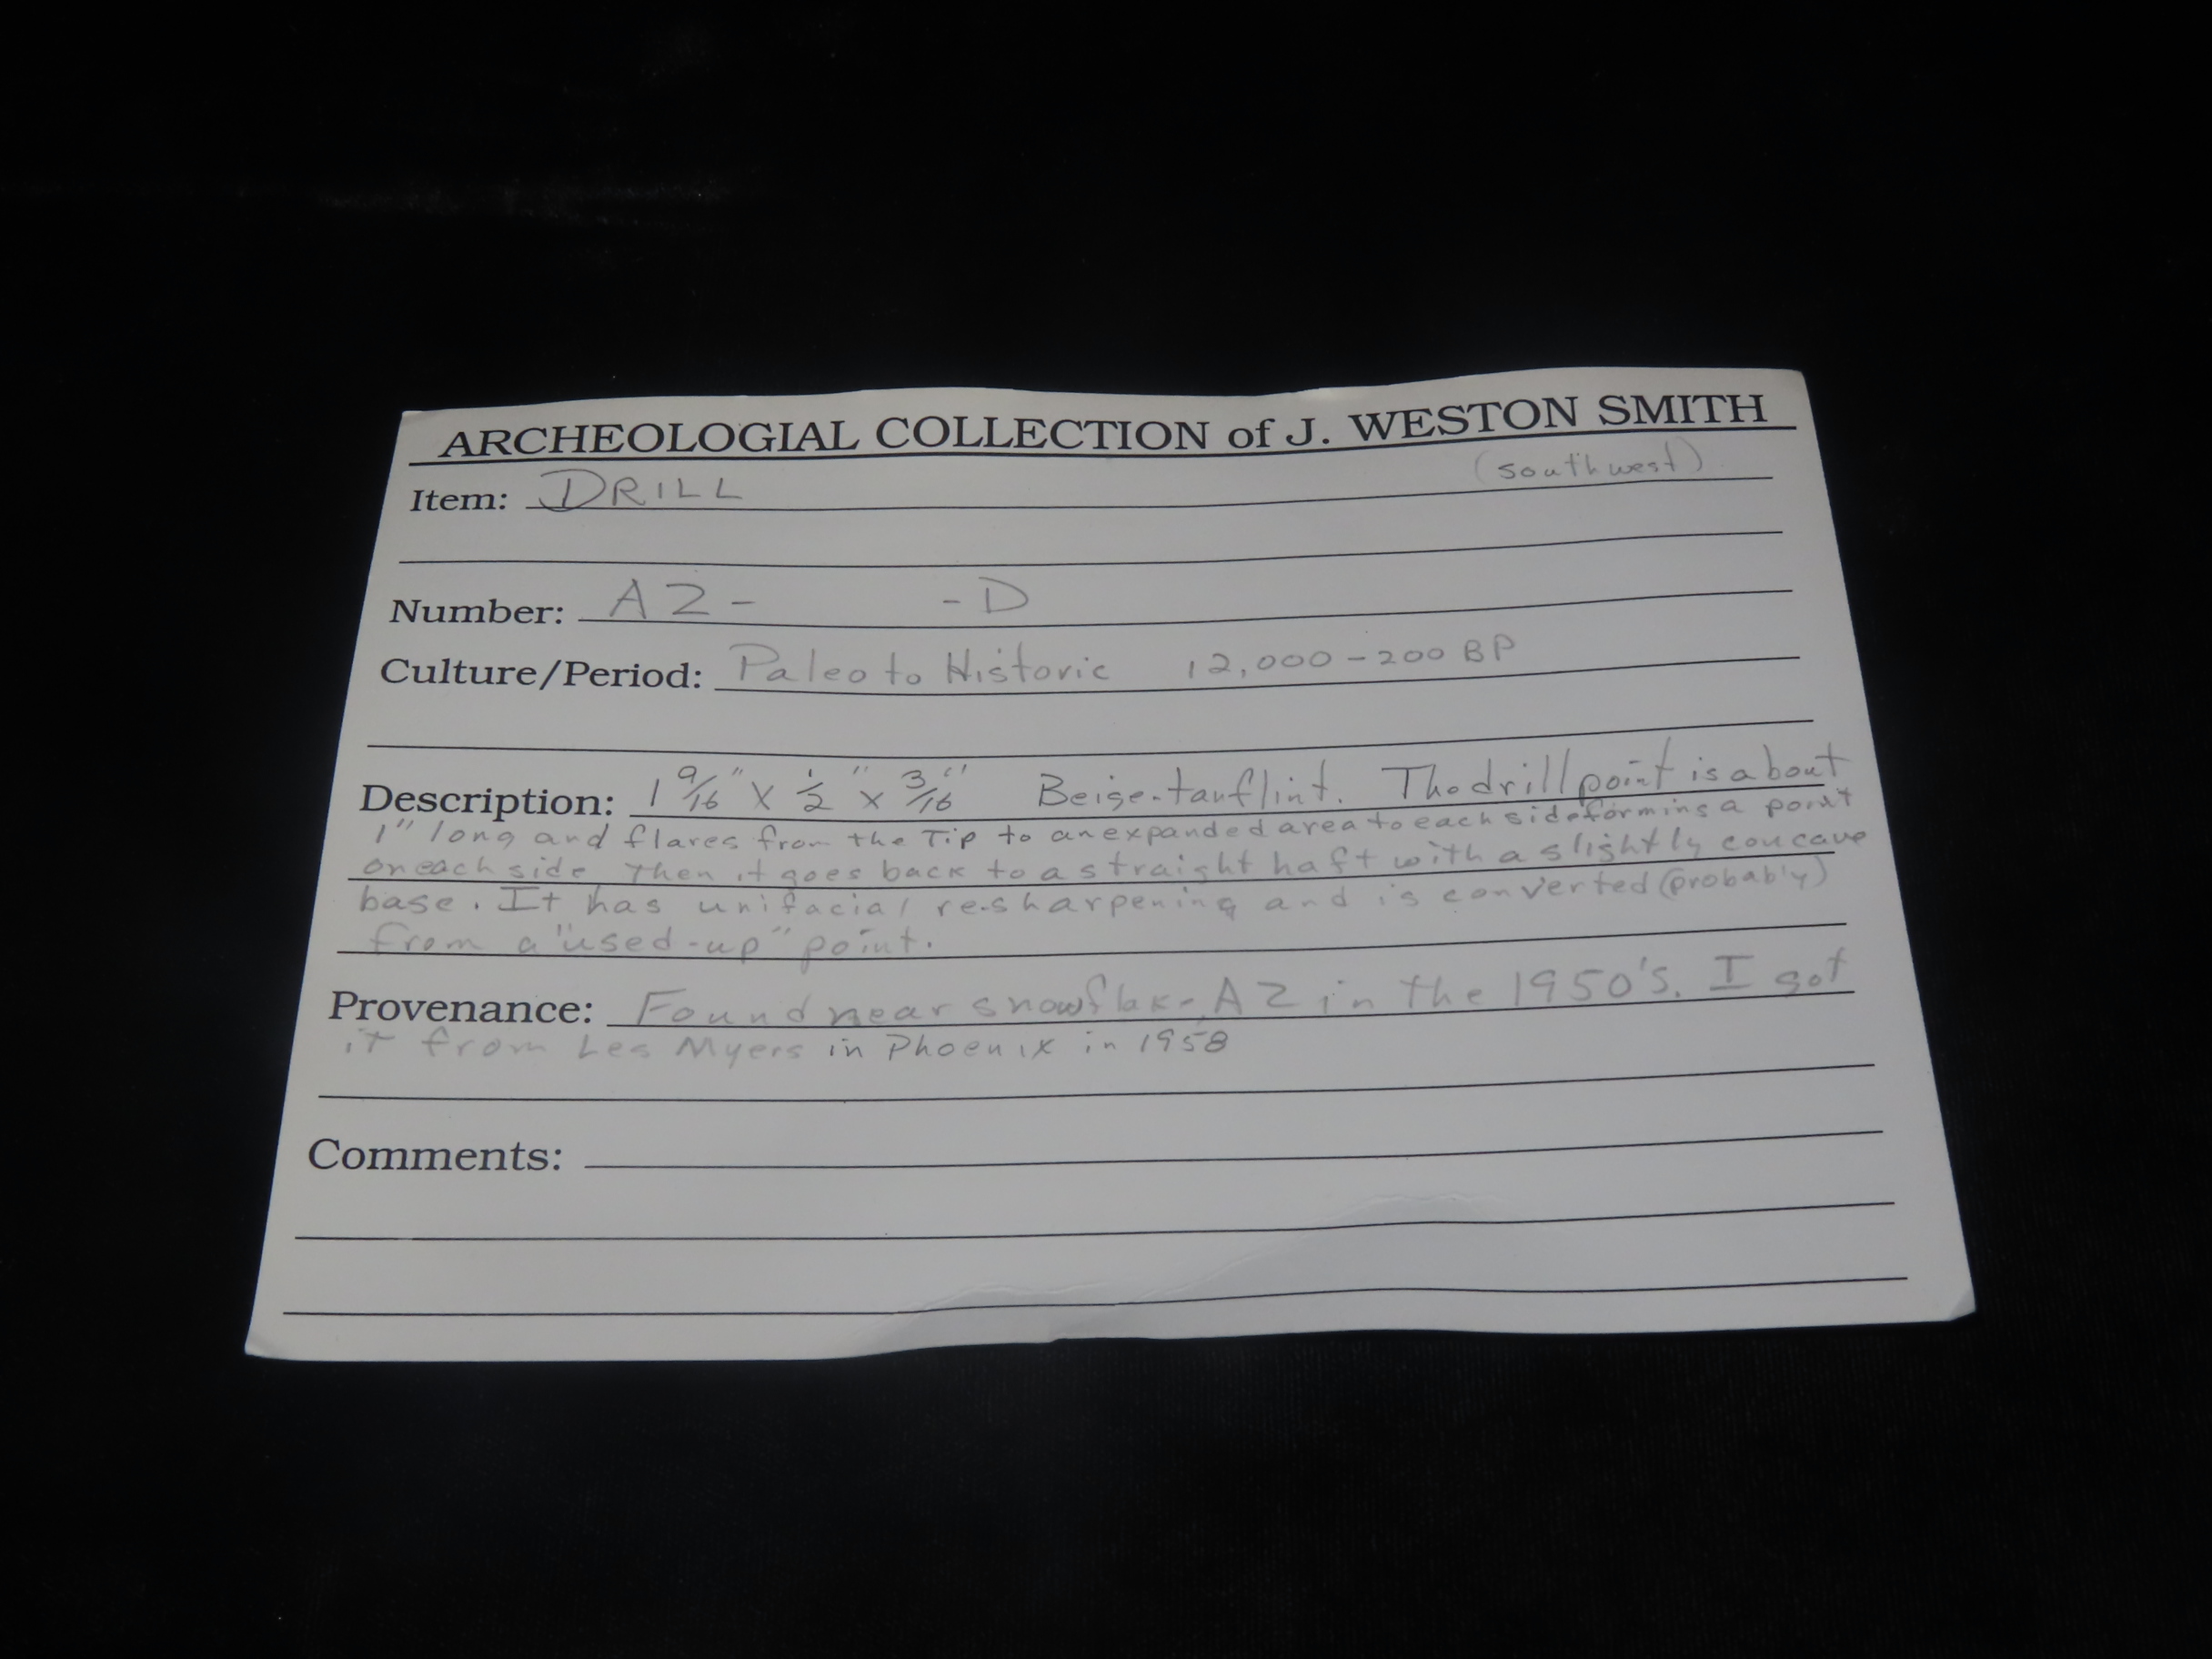 ARCHEOLOGIAL COLLECTION of J. WESTON SMITH
Item: DRILL (southwest)
Number: AZ- -D
Culture/Period: Paleo to Historic 12,000-200 BP
Description: 1 9/16" X 1/2" x 3/16" Beige-tan flint. The drill point is about
1" long and flares from the Tip to an expanded area to each side forming a point
on each side then it goes back to a straight haft with a slightly concave
base. It has unifacial re-sharpening and is converted (probably)
from a "used-up" point.
Provenance: Found near snowflake, AZ in the 1950's. I got
it from Les Myers in Phoenix in 1958
Comments: